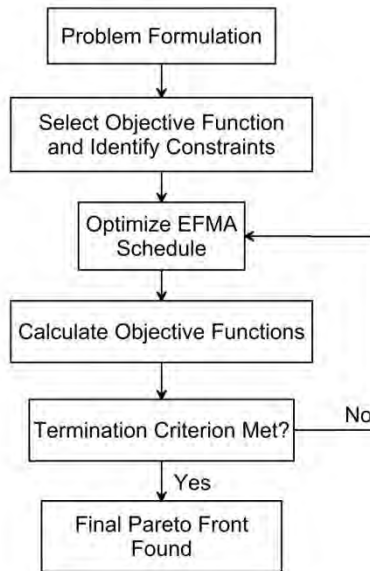 Problem Formulation
Select Objective Function
and Identify Constraints
Optimize EFMA
Schedule
Calculate Objective Functions
Termination Criterion Met?
No
Yes
Final Pareto Front
Found